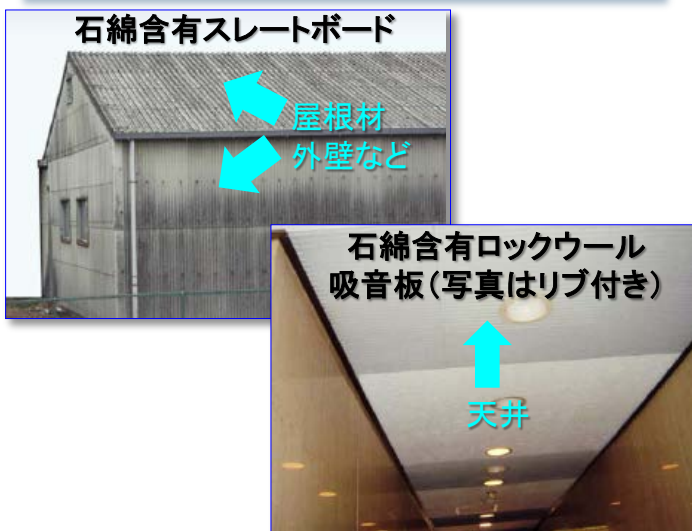 石綿含有スレートボード
屋根材
外壁など
石綿含有ロックウール
吸音板(写真はリブ付き)
天井